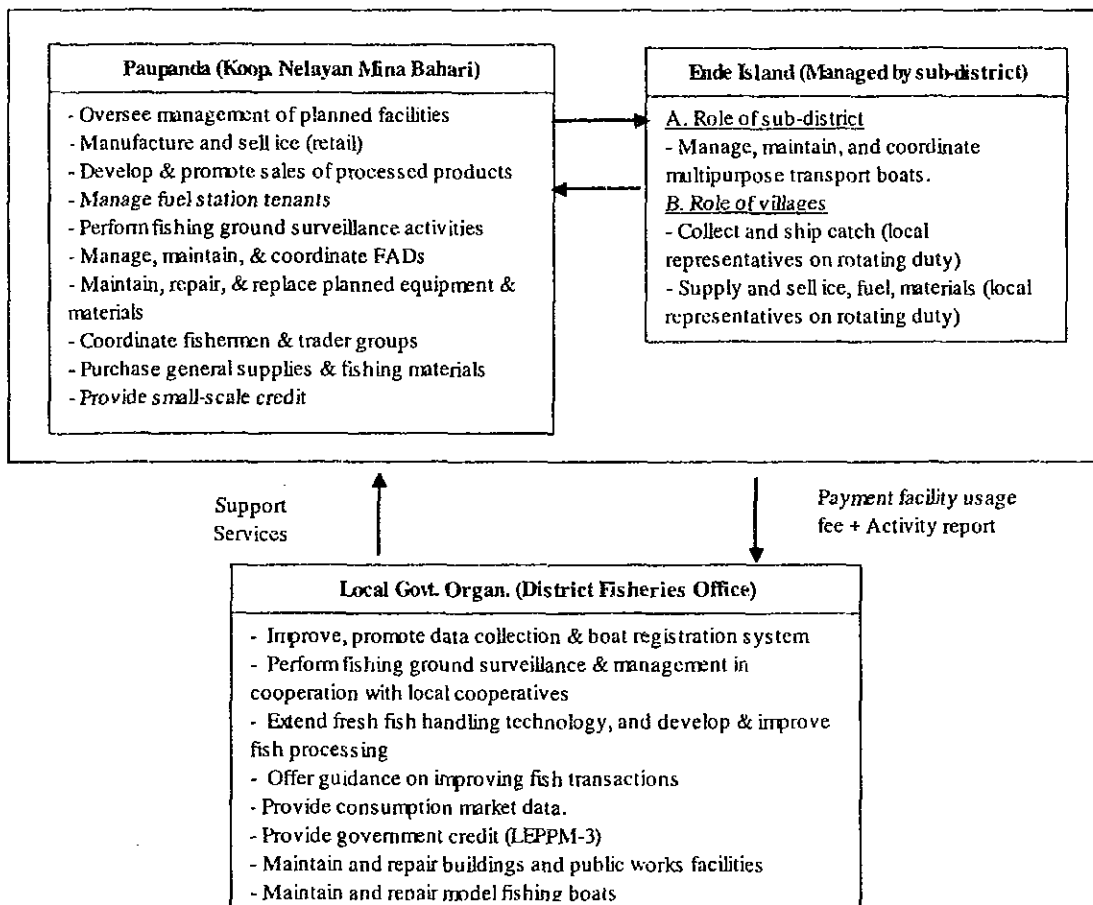 Paupanda (Koop. Nelayan Mina Bahari)
- Oversee management of planned facilities
- Manufacture and sell ice (retail)
- Develop & promote sales of processed products
- Manage fuel station tenants
- Perform fishing ground surveillance activities
- Manage, maintain, & coordinate FADs
- Maintain, repair, & replace planned equipment &
materials
- Coordinate fishermen & trader groups
- Purchase general supplies & fishing materials
- Provide small-scale credit
Ende Island (Managed by sub-district)
A. Role of sub-district
- Manage, maintain, and coordinate
multipurpose transport boats.
B. Role of villages
- Collect and ship catch (local
representatives on rotating duty)
- Supply and sell ice, fuel, materials (local
representatives on rotating duty)
Support
Services
Payment facility usage
fee + Activity report
Local Govt. Organ. (District Fisheries Office)
- Improve, promote data collection & boat registration system
- Perform fishing ground surveillance & management in
cooperation with local cooperatives
- Extend fresh fish handling technology, and develop & improve
fish processing
- Offer guidance on improving fish transactions
- Provide consumption market data.
- Provide government credit (LEPPM-3)
- Maintain and repair buildings and public works facilities
- Maintain and repair model fishing boats